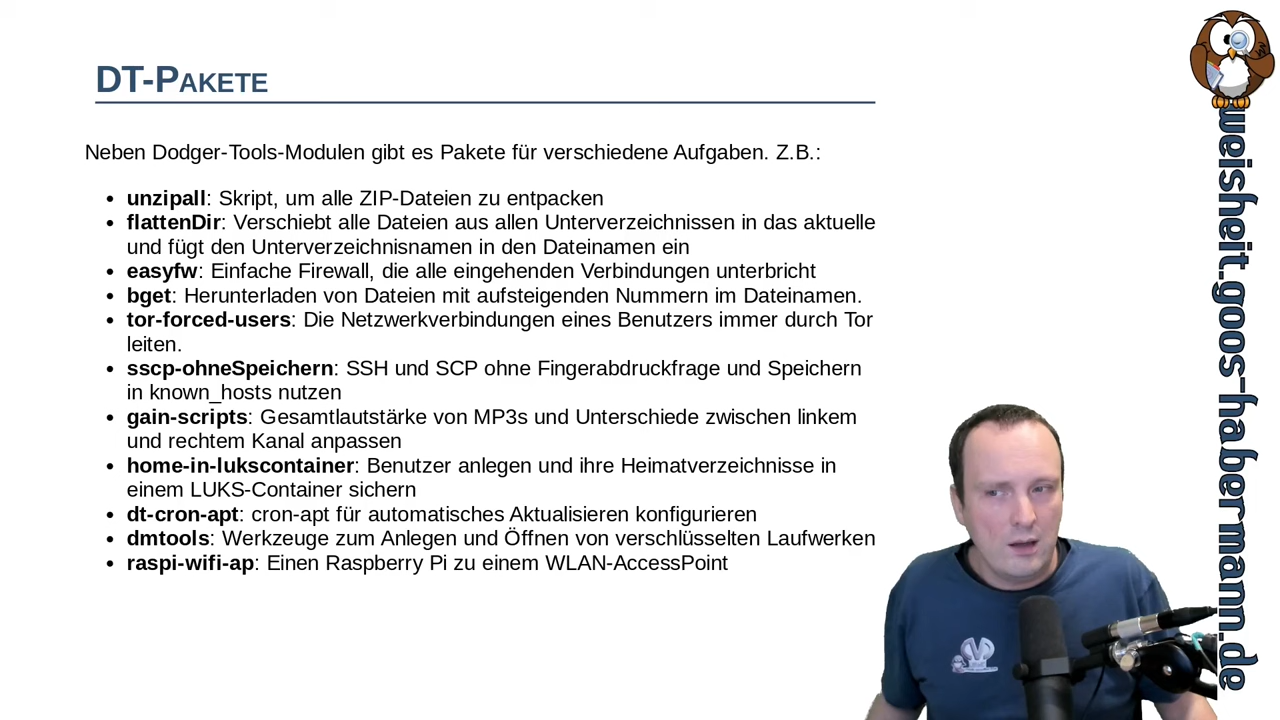 DT-Pakete
Neben Dodger-Tools-Modulen gibt es Pakete für verschiedene Aufgaben. Z.B.:
• unzipall: Skript, um alle ZIP-Dateien zu entpacken
• flattenDir: Verschiebt alle Dateien aus allen Unterverzeichnissen in das aktuelle
und fügt den Unterverzeichnisnamen in den Dateinamen ein
• easyfw: Einfache Firewall, die alle eingehenden Verbindungen unterbricht
• bget: Herunterladen von Dateien mit aufsteigenden Nummern im Dateinamen.
• tor-forced-users: Die Netzwerkverbindungen eines Benutzers immer durch Tor
leiten.
• sscp-ohneSpeichern: SSH und SCP ohne Fingerabdruckfrage und Speichern
in known_hosts nutzen
• gain-scripts: Gesamtlautstärke von MP3s und Unterschiede zwischen linkem
und rechtem Kanal anpassen
• home-in-lukscontainer: Benutzer anlegen und ihre Heimatverzeichnisse in
einem LUKS-Container sichern
• dt-cron-apt: cron-apt für automatisches Aktualisieren konfigurieren
• dmtools: Werkzeuge zum Anlegen und Öffnen von verschlüsselten Laufwerken
• raspi-wifi-ap: Einen Raspberry Pi zu einem WLAN-AccessPoint
weisheit.goos-habermann.de